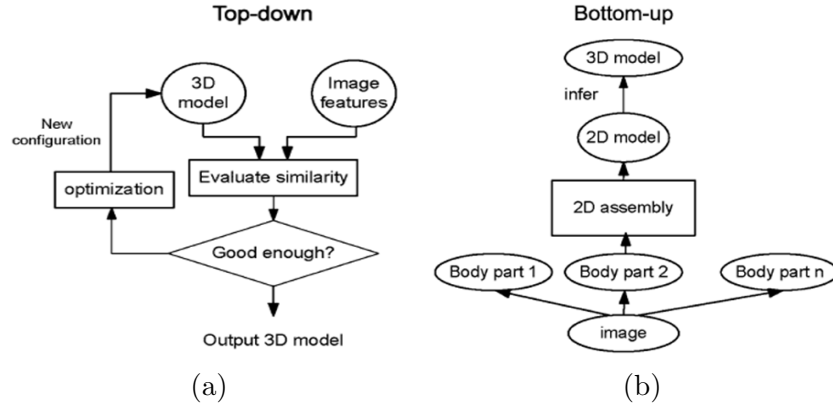 Top-down
3D
model
Image
features
New
configuration
optimization
Evaluate similarity
Good enough?
Output 3D model
(a)
Bottom-up
3D model
infer
2D model
2D assembly
Body part 1
Body part 2
Body part n
image
(b)